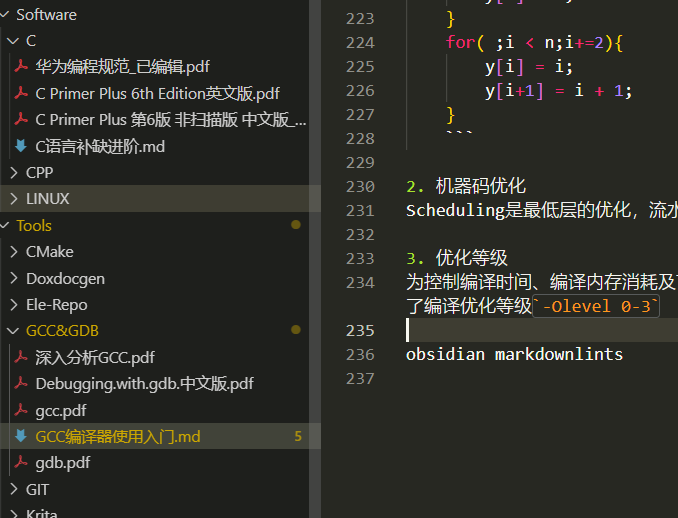 Software
C
华为编程规范_已编辑.pdf
C Primer Plus 6th Edition英文版.pdf
C Primer Plus 第6版 非扫描版 中文版_...
C语言补缺进阶.md
CPP
LINUX
Tools
CMake
Doxdocgen
Ele-Repo
GCC&GDB
深入分析GCC.pdf
Debugging.with.gdb.中文版.pdf
gcc.pdf
GCC编译器使用入门.md 5
gdb.pdf
GIT
Krita
223 }
224 for( ;i < n;i+=2){
225 y[i] = i;
226 y[i+1] = i + 1;
227 }
228 ```
229
230 2. 机器码优化
231 Scheduling是最低层的优化，流水
232
233 3. 优化等级
234 为控制编译时间、编译内存消耗及
了编译优化等级`-Olevel 0-3`
235
236 obsidian markdownlints
237